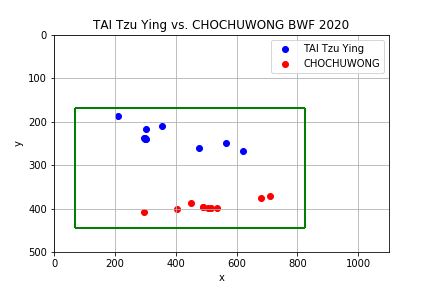 TAI Tzu Ying vs. CHOCHUWONG BWF 2020
TAI Tzu Ying
CHOCHUWONG
0
100
200
300
400
500
y
0 200 400 600 800 1000
x